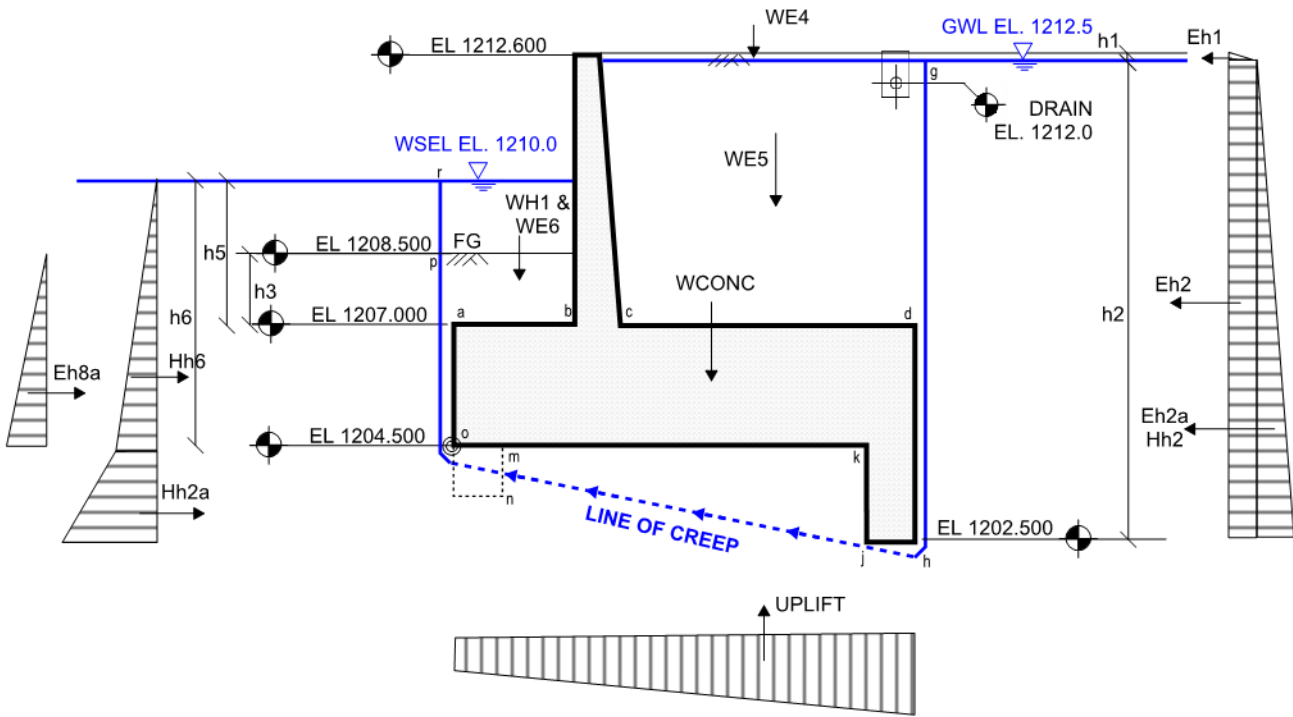 WE4
GWL EL. 1212.5
h1
Eh1
EL 1212.600
g
DRAIN
EL. 1212.0
WSEL EL. 1210.0
r
WE5
WH1 &
WE6
h5
EL 1208.500
FG
p
h3
WCONC
Eh2
h2
h6
EL 1207.000
a
b
c
d
Eh8a
Hh6
Eh2a
Hh2
EL 1204.500
o
m
k
Hh2a
n
LINE OF CREEP
EL 1202.500
j
h
UPLIFT